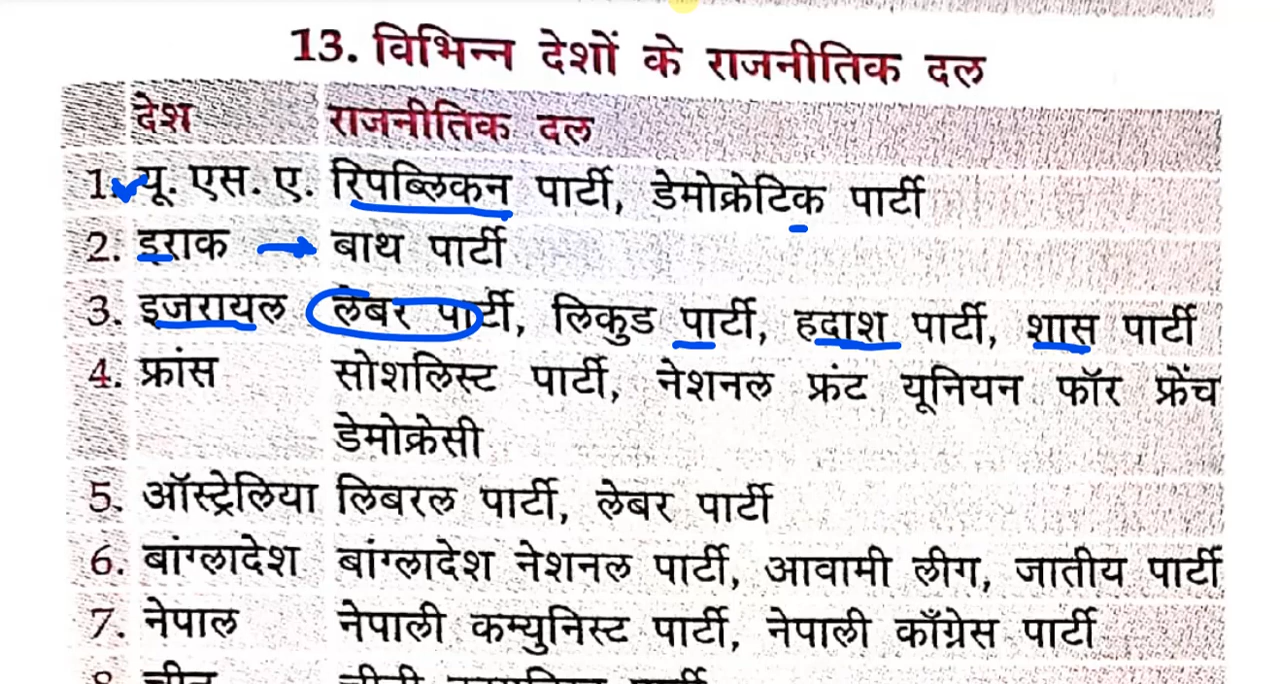 13. विभिन्न देशों के राजनीतिक दल
देश राजनीतिक दल
1. यू. एस. ए. रिपब्लिकन पार्टी, डेमोक्रेटिक पार्टी
2. इराक → बाथ पार्टी
3. इजरायल लेबर पार्टी, लिकुड पार्टी, हदाश पार्टी, शास पार्टी
4. फ्रांस सोशलिस्ट पार्टी, नेशनल फ्रंट यूनियन फॉर फ्रेंच
डेमोक्रेसी
5. ऑस्ट्रेलिया लिबरल पार्टी, लेबर पार्टी
6. बांग्लादेश बांग्लादेश नेशनल पार्टी, आवामी लीग, जातीय पार्टी
7. नेपाल नेपाली कम्युनिस्ट पार्टी, नेपाली काँग्रेस पार्टी